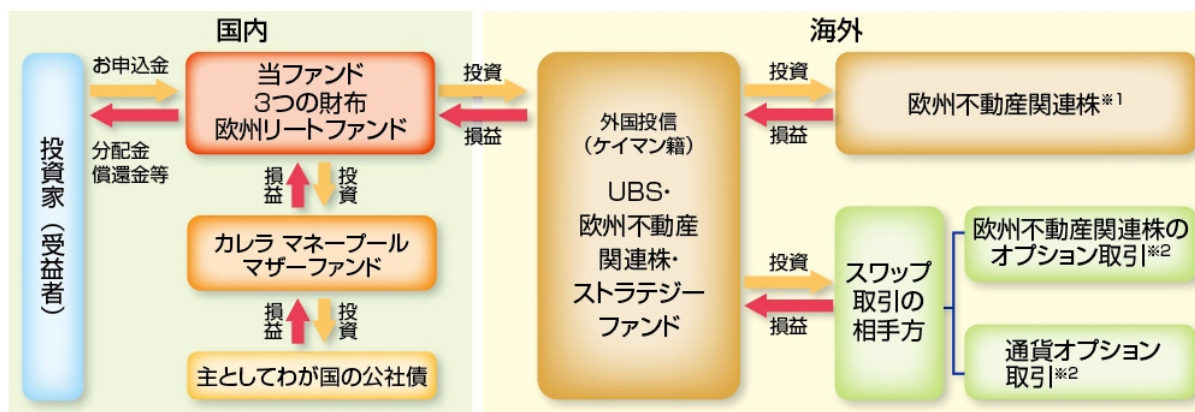 国内
海外
投資家（受益者）
お申込金
分配金
償還金等
当ファンド
3つの財布
欧州リートファンド
投資
損益
損益
投資
カレラ マネープール
マザーファンド
損益
投資
主としてわが国の公社債
外国投信
（ケイマン籍）
UBS・
欧州不動産
関連株・
ストラテジー
ファンド
投資
損益
欧州不動産関連株※1
投資
損益
スワップ
取引の
相手方
欧州不動産関連株の
オプション取引※2
通貨オプション
取引※2